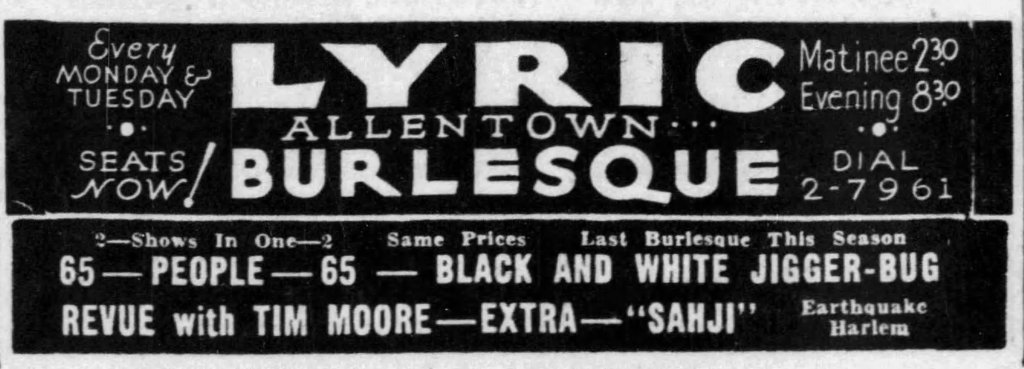 Every
MONDAY &
TUESDAY
SEATS
NOW!
LYRIC
ALLENTOWN...
BURLESQUE
Matinee 2:30
Evening 8:30
DIAL
2-7961
2—Shows In One—2 Same Prices Last Burlesque This Season
65 — PEOPLE — 65 — BLACK AND WHITE JIGGER-BUG
REVUE with TIM MOORE—EXTRA—"SAHJI" Earthquake
Harlem